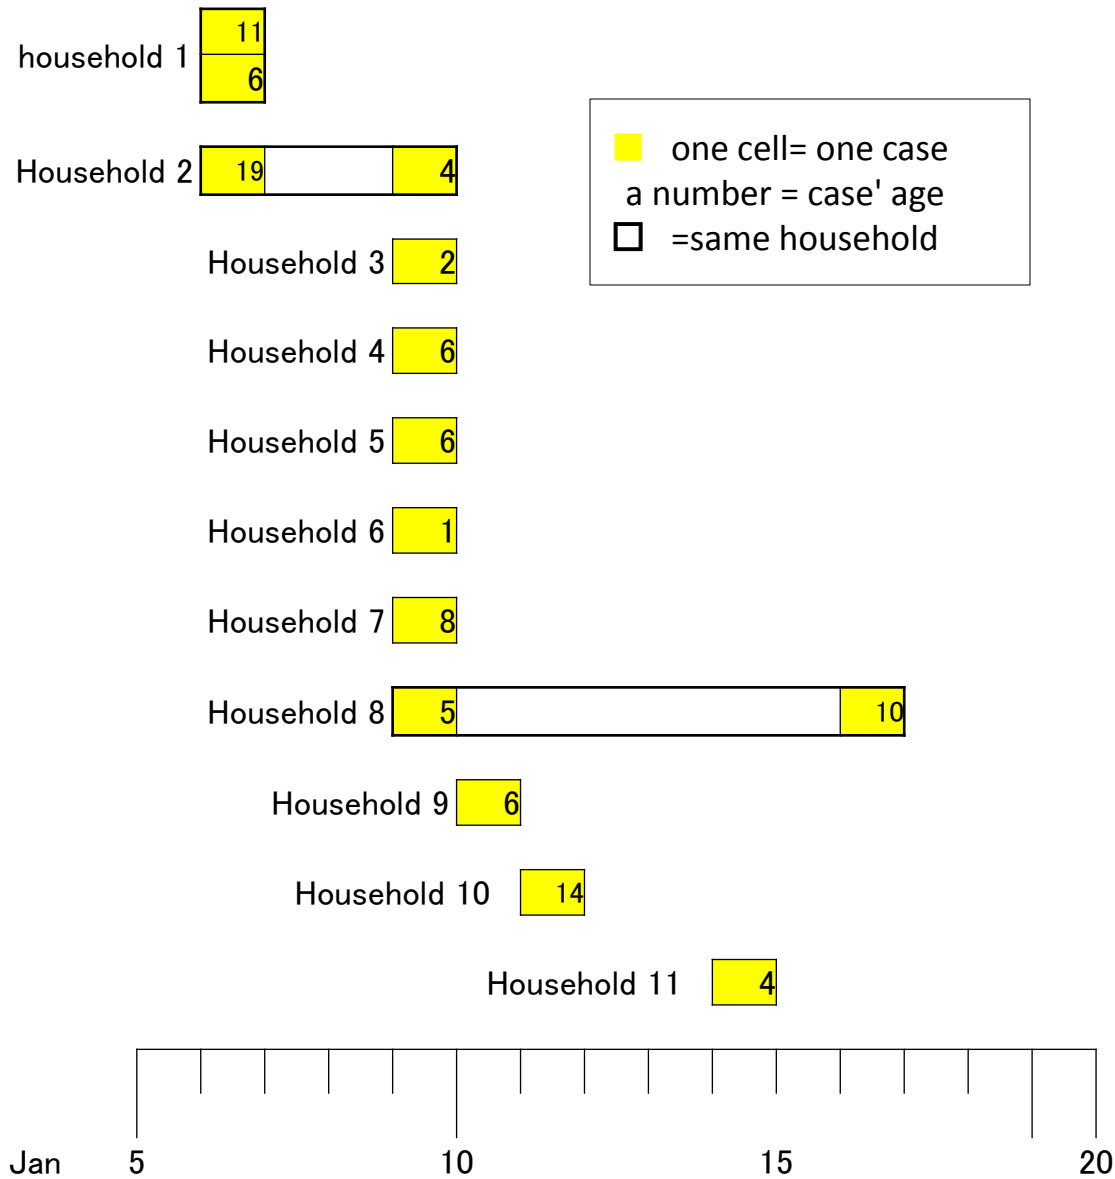 household 1
11
6
Household 2
19
4
one cell= one case
a number = case' age
=same household
Household 3
2
Household 4
6
Household 5
6
Household 6
1
Household 7
8
Household 8
5
10
Household 9
6
Household 10
14
Household 11
4
Jan 5 10 15 20